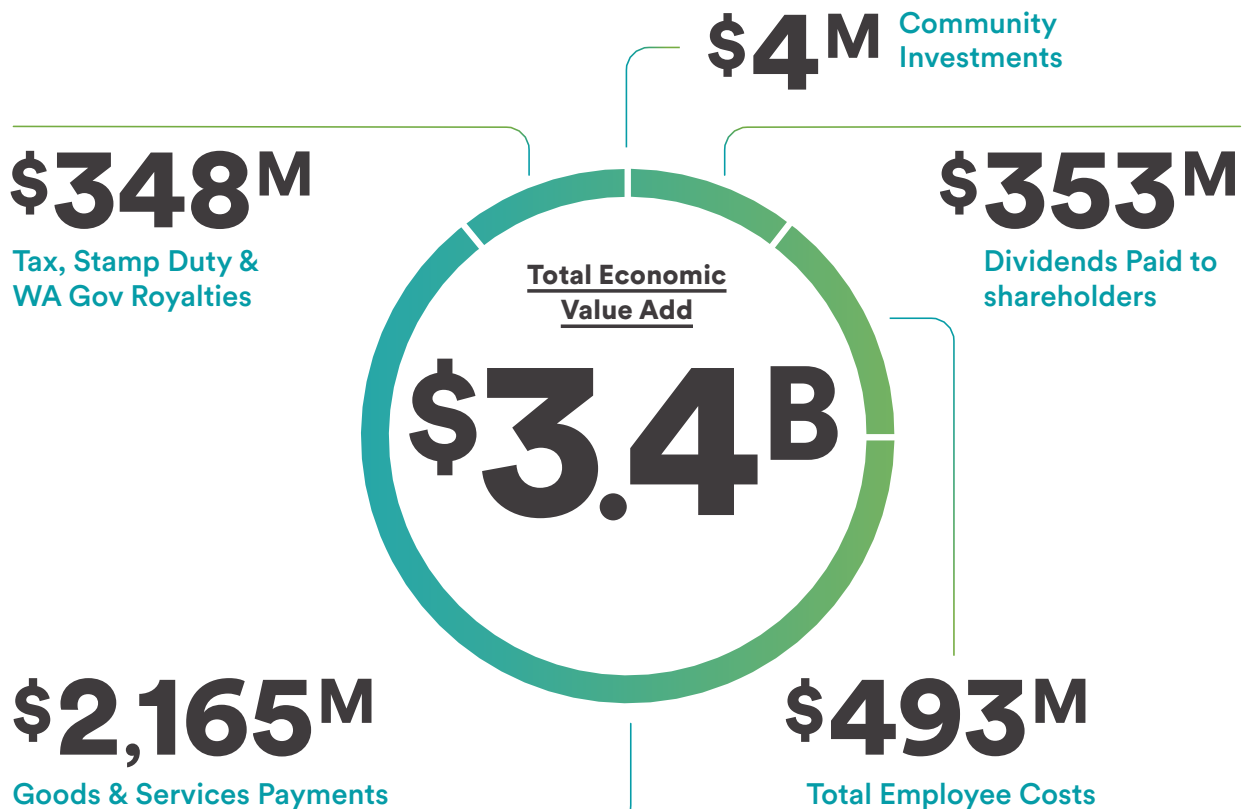 $4M Community
Investments
$348M
Tax, Stamp Duty &
WA Gov Royalties
$353M
Dividends Paid to
shareholders
Total Economic
Value Add
$3.4B
$2,165M
Goods & Services Payments
$493M
Total Employee Costs